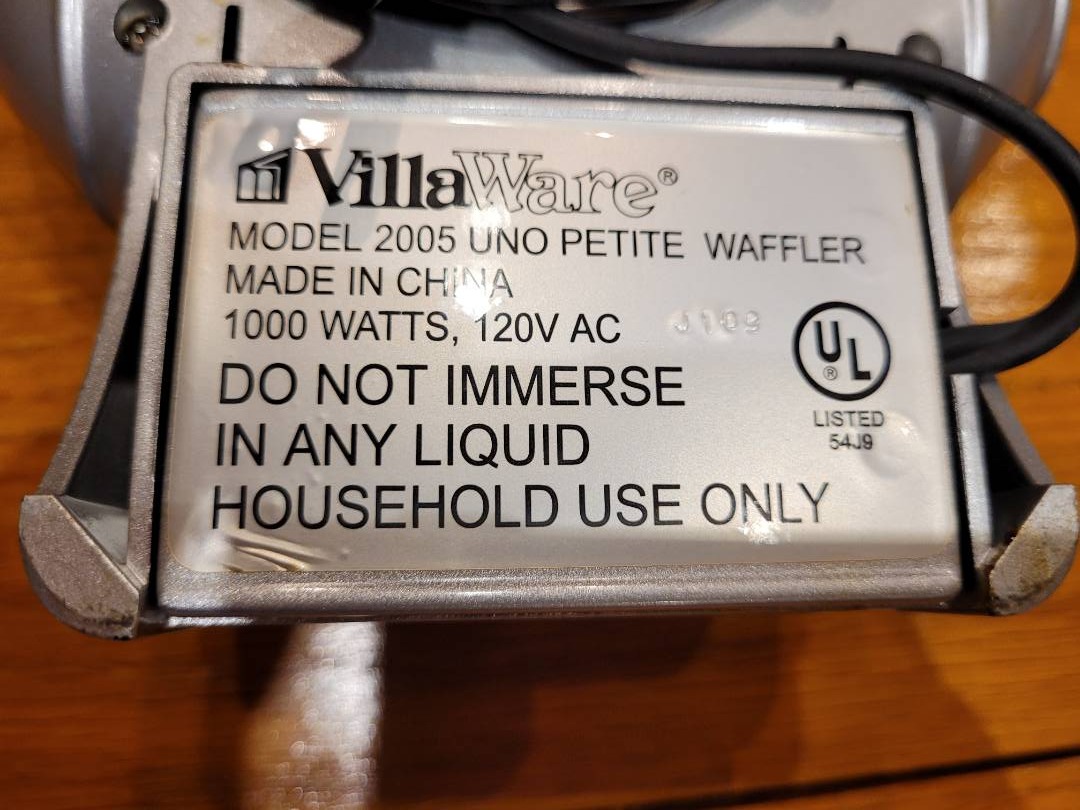 VillaWare®
MODEL 2005 UNO PETITE WAFFLER
MADE IN CHINA
1000 WATTS, 120V AC J109
DO NOT IMMERSE
IN ANY LIQUID
HOUSEHOLD USE ONLY
UL ®
LISTED
54J9